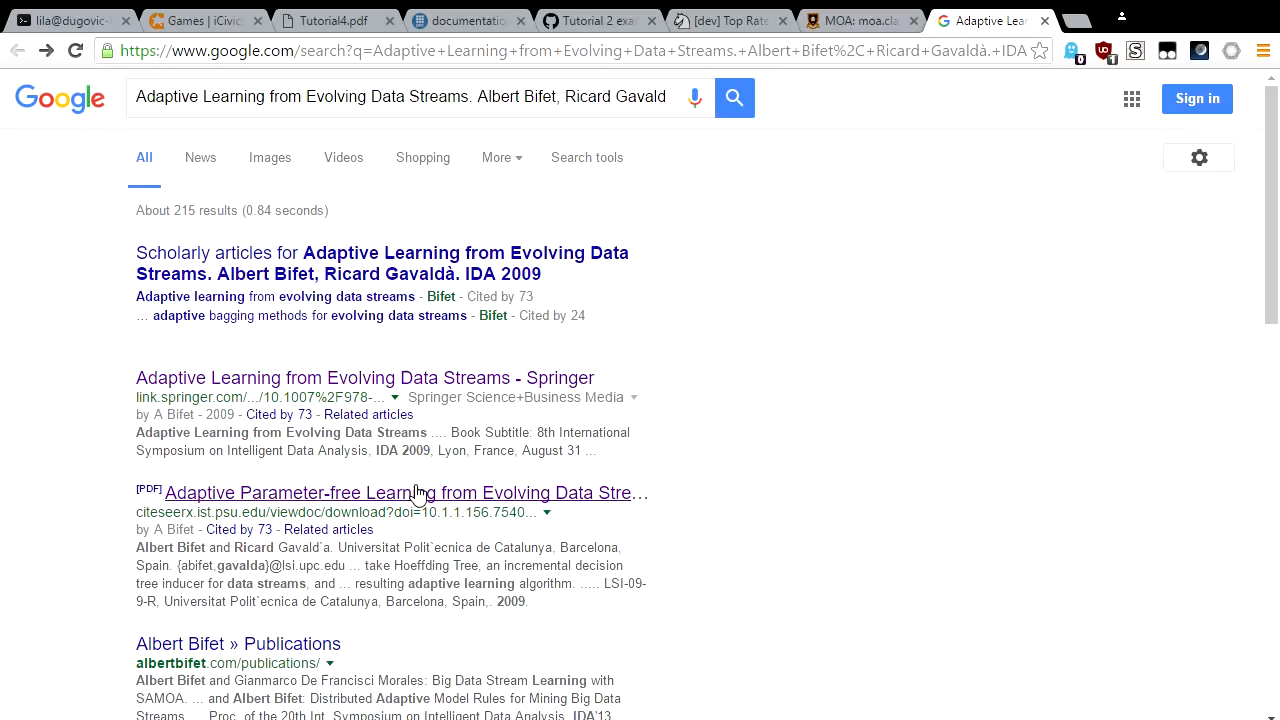 lila@dugovic-
Games | iCivic
Tutorial4.pdf
documentatio
Tutorial 2 exa
[dev] Top Rate
MOA: moa.cla
Adaptive Lear
https://www.google.com/search?q=Adaptive+Learning+from+Evolving+Data+Streams.+Albert+Bifet%2C+Ricard+Gavaldà.+IDA
0
1
Google
Adaptive Learning from Evolving Data Streams. Albert Bifet, Ricard Gavald
Sign in
All
News
Images
Videos
Shopping
More
Search tools
About 215 results (0.84 seconds)
Scholarly articles for Adaptive Learning from Evolving Data
Streams. Albert Bifet, Ricard Gavaldà. IDA 2009
Adaptive learning from evolving data streams - Bifet - Cited by 73
... adaptive bagging methods for evolving data streams - Bifet - Cited by 24
Adaptive Learning from Evolving Data Streams - Springer
link.springer.com/.../10.1007%2F978-... Springer Science+Business Media
by A Bifet - 2009 - Cited by 73 - Related articles
Adaptive Learning from Evolving Data Streams .... Book Subtitle: 8th International
Symposium on Intelligent Data Analysis, IDA 2009, Lyon, France, August 31 ...
[PDF] Adaptive Parameter-free Learning from Evolving Data Stre...
citeseerx.ist.psu.edu/viewdoc/download?doi=10.1.1.156.7540...
by A Bifet - Cited by 73 - Related articles
Albert Bifet and Ricard Gavald`a. Universitat Polit`ecnica de Catalunya, Barcelona,
Spain. {abifet,gavalda}@lsi.upc.edu ... take Hoeffding Tree, an incremental decision
tree inducer for data streams, and ... resulting adaptive learning algorithm. ..... LSI-09-
9-R, Universitat Polit`ecnica de Catalunya, Barcelona, Spain,. 2009.
Albert Bifet » Publications
albertbifet.com/publications/
Albert Bifet and Gianmarco De Francisci Morales: Big Data Stream Learning with
SAMOA. ... and Albert Bifet: Distributed Adaptive Model Rules for Mining Big Data
Streams. ... Proc. of the 20th Int. Symposium on Intelligent Data Analysis, IDA'13,